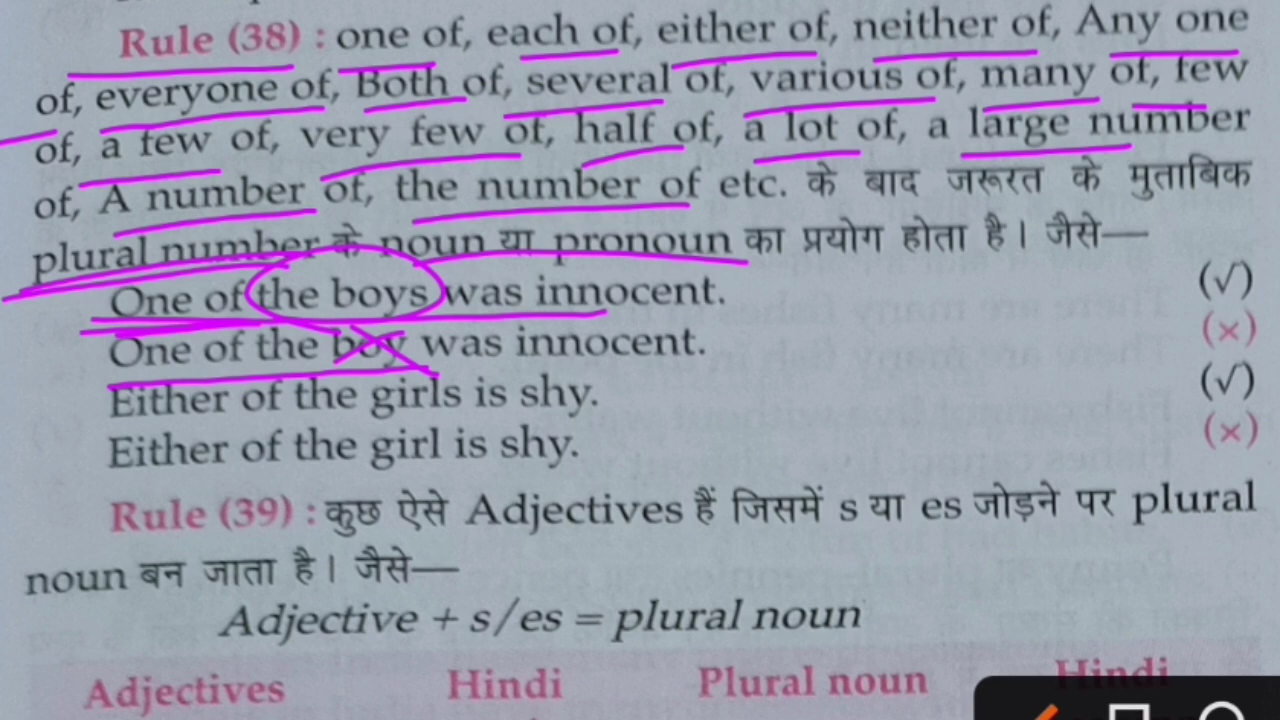 Rule (38) : one of, each of, either of, neither of, Any one
of, everyone of, Both of, several of, various of, many of, few
of, a few of, very few of, half of, a lot of, a large number
of, A number of, the number of etc. के बाद जरूरत के मुताबिक
plural number के noun या pronoun का प्रयोग होता है। जैसे—
One of the boys was innocent. (√)
One of the boy was innocent. (×)
Either of the girls is shy. (√)
Either of the girl is shy. (×)
Rule (39) : कुछ ऐसे Adjectives हैं जिसमें s या es जोड़ने पर plural
noun बन जाता है। जैसे—
Adjective + s/es = plural noun
Adjectives Hindi Plural noun Hindi